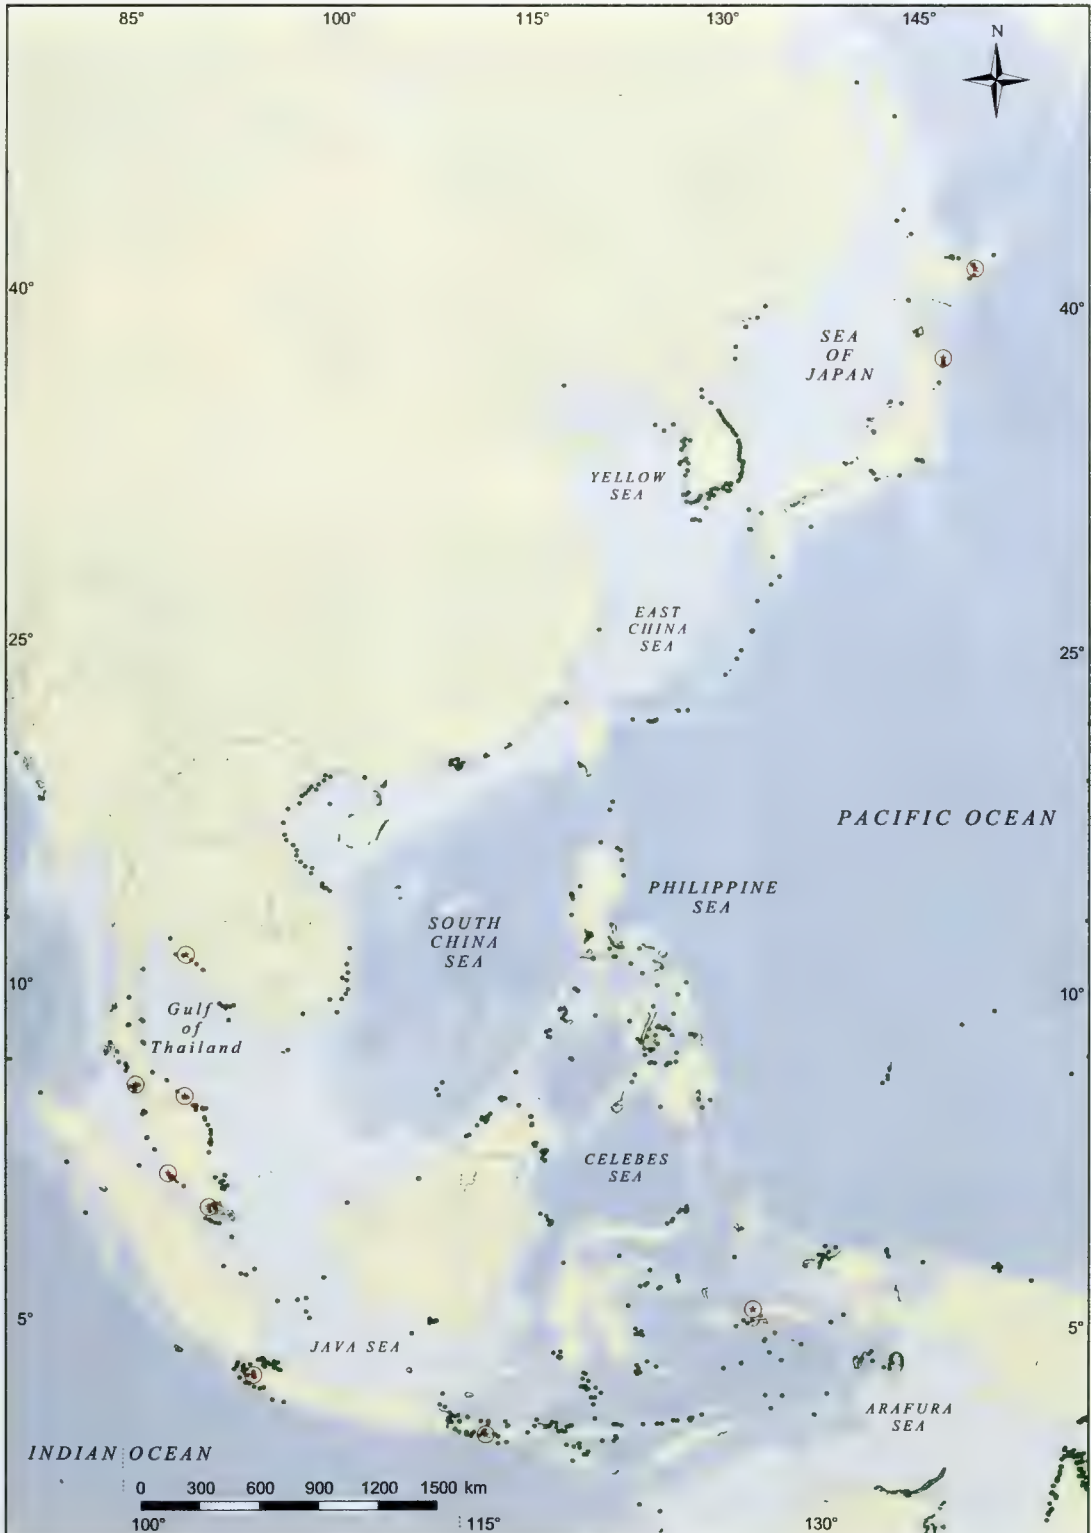 85° 100° 115° 130° 145°
N
40° 40°
SEA
OF
JAPAN
YELLOW
SEA
EAST
CHINA
SEA
25° 25°
PACIFIC OCEAN
PHILIPPINE
SEA
SOUTH
CHINA
SEA
10° 10°
Gulf
of
Thailand
CELEBES
SEA
5° 5°
JAVA SEA
ARAFURA
SEA
INDIAN OCEAN
0 300 600 900 1200 1500 km
100° 115° 130°